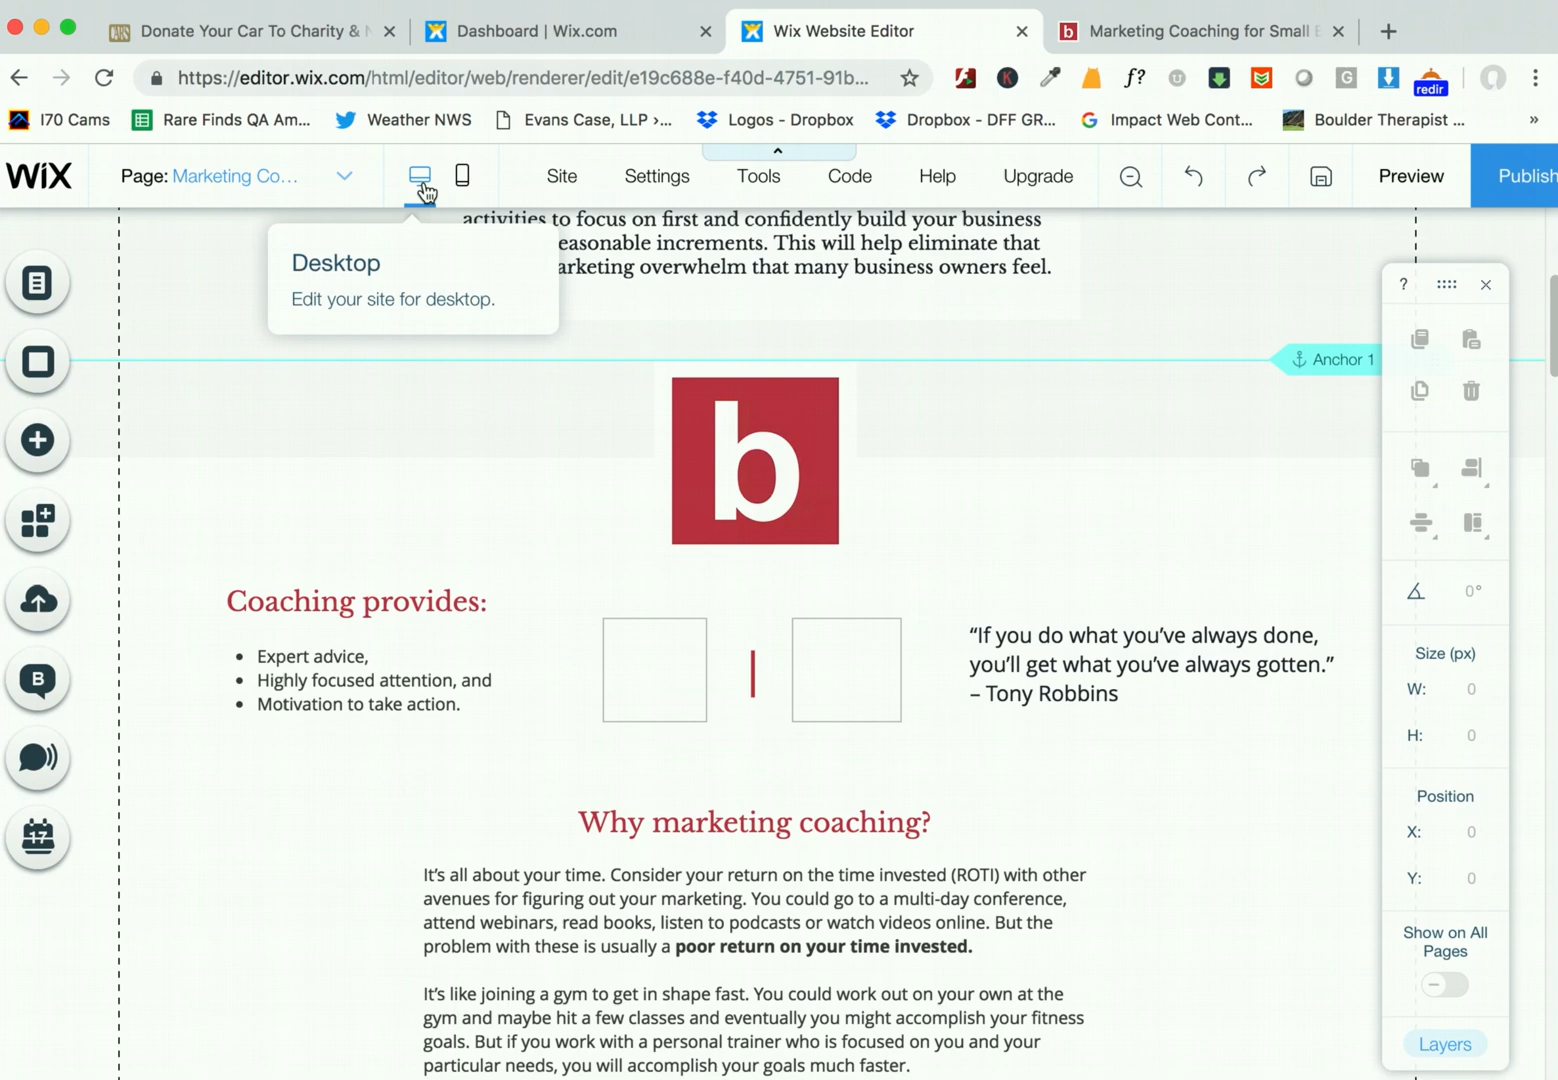 Donate Your Car To Charity & N
Dashboard | Wix.com
Wix Website Editor
b
Marketing Coaching for Small B
https://editor.wix.com/html/editor/web/renderer/edit/e19c688e-f40d-4751-91b...
K
f?
G
redir
I70 Cams
Rare Finds QA Am...
Weather NWS
Evans Case, LLP ›...
Logos - Dropbox
Dropbox - DFF GR...
Impact Web Cont...
Boulder Therapist ...
»
WiX
Page: Marketing Co...
Site
Settings
Tools
Code
Help
Upgrade
Preview
Publish
activities to focus on first and confidently build your business
easonable increments. This will help eliminate that
arketing overwhelm that many business owners feel.
Desktop
Edit your site for desktop.
Anchor 1
b
Coaching provides:
• Expert advice,
• Highly focused attention, and
• Motivation to take action.
“If you do what you’ve always done,
you’ll get what you’ve always gotten.”
– Tony Robbins
Why marketing coaching?
It’s all about your time. Consider your return on the time invested (ROTI) with other
avenues for figuring out your marketing. You could go to a multi-day conference,
attend webinars, read books, listen to podcasts or watch videos online. But the
problem with these is usually a poor return on your time invested.
It’s like joining a gym to get in shape fast. You could work out on your own at the
gym and maybe hit a few classes and eventually you might accomplish your fitness
goals. But if you work with a personal trainer who is focused on you and your
particular needs, you will accomplish your goals much faster.
B
17
?
0°
Size (px)
W: 0
H: 0
Position
X: 0
Y: 0
Show on All
Pages
Layers